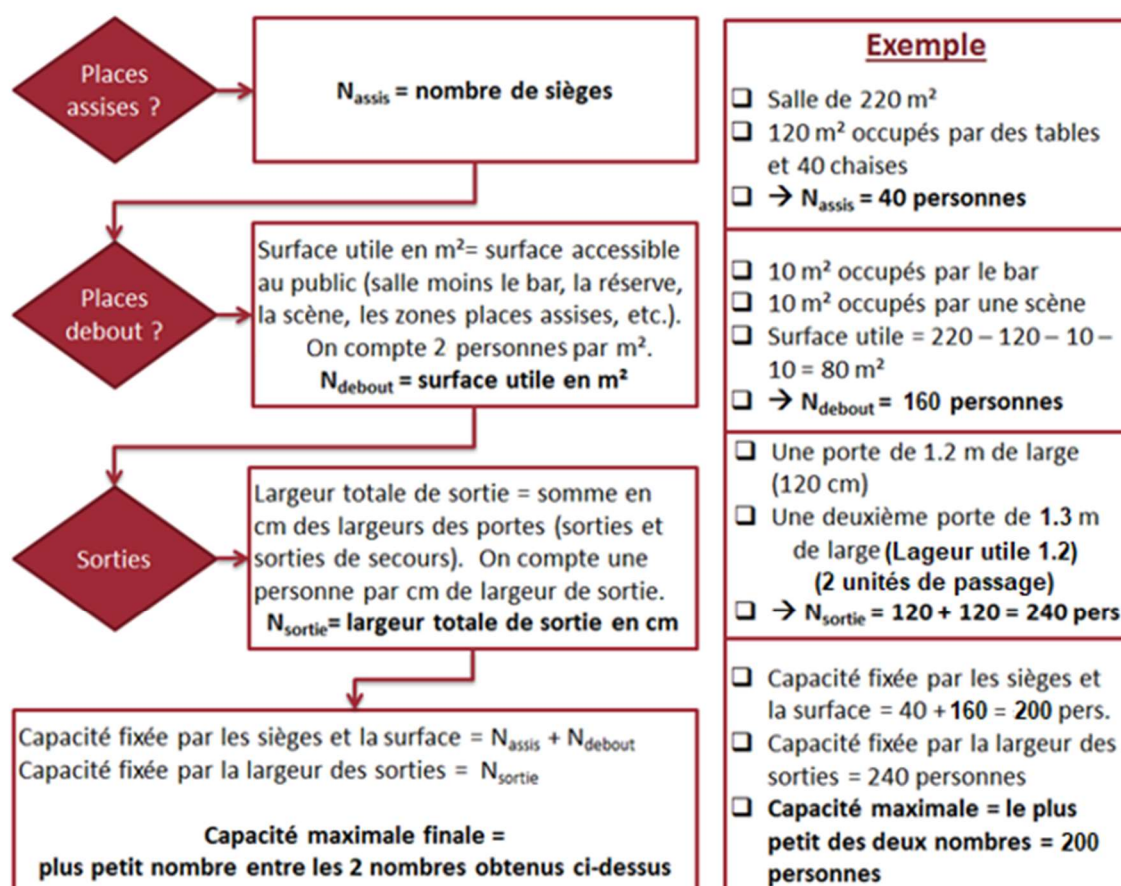 Places
assises ?
N_assis = nombre de sièges
Places
debout ?
Surface utile en m²= surface accessible
au public (salle moins le bar, la réserve,
la scène, les zones places assises, etc.).
On compte 2 personnes par m².
N_debout = surface utile en m²
Sorties
Largeur totale de sortie = somme en
cm des largeurs des portes (sorties et
sorties de secours). On compte une
personne par cm de largeur de sortie.
N_sortie= largeur totale de sortie en cm
Capacité fixée par les sièges et la surface = N_assis + N_debout
Capacité fixée par la largeur des sorties = N_sortie
Capacité maximale finale =
plus petit nombre entre les 2 nombres obtenus ci-dessus
Exemple
❑ Salle de 220 m²
❑ 120 m² occupés par des tables
et 40 chaises
❑ → N_assis = 40 personnes
❑ 10 m² occupés par le bar
❑ 10 m² occupés par une scène
❑ Surface utile = 220 – 120 – 10 –
10 = 80 m²
❑ → N_debout = 160 personnes
❑ Une porte de 1.2 m de large
(120 cm)
❑ Une deuxième porte de 1.3 m
de large (Lageur utile 1.2)
(2 unités de passage)
❑ → N_sortie = 120 + 120 = 240 pers
❑ Capacité fixée par les sièges et
la surface = 40 + 160 = 200 pers.
❑ Capacité fixée par la largeur des
sorties = 240 personnes
❑ Capacité maximale = le plus
petit des deux nombres = 200
personnes